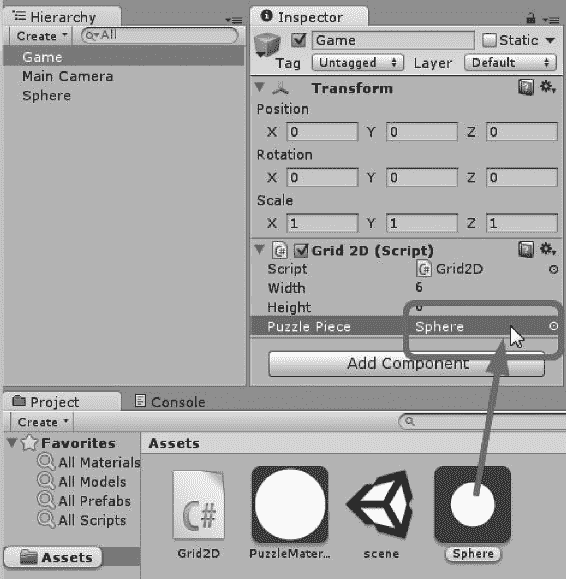 Hierarchy
Create
All
Game
Main Camera
Sphere
Inspector
Game
Static
Tag Untagged Layer Default
Transform
Position
X 0 Y 0 Z 0
Rotation
X 0 Y 0 Z 0
Scale
X 1 Y 1 Z 1
C# Grid 2D (Script)
Script C# Grid2D
Width 6
Height
Puzzle Piece Sphere
Add Component
Project Console
Create
Favorites
All Materials
All Models
All Prefabs
All Scripts
Assets
Assets
C#
Grid2D PuzzleMater... scene Sphere